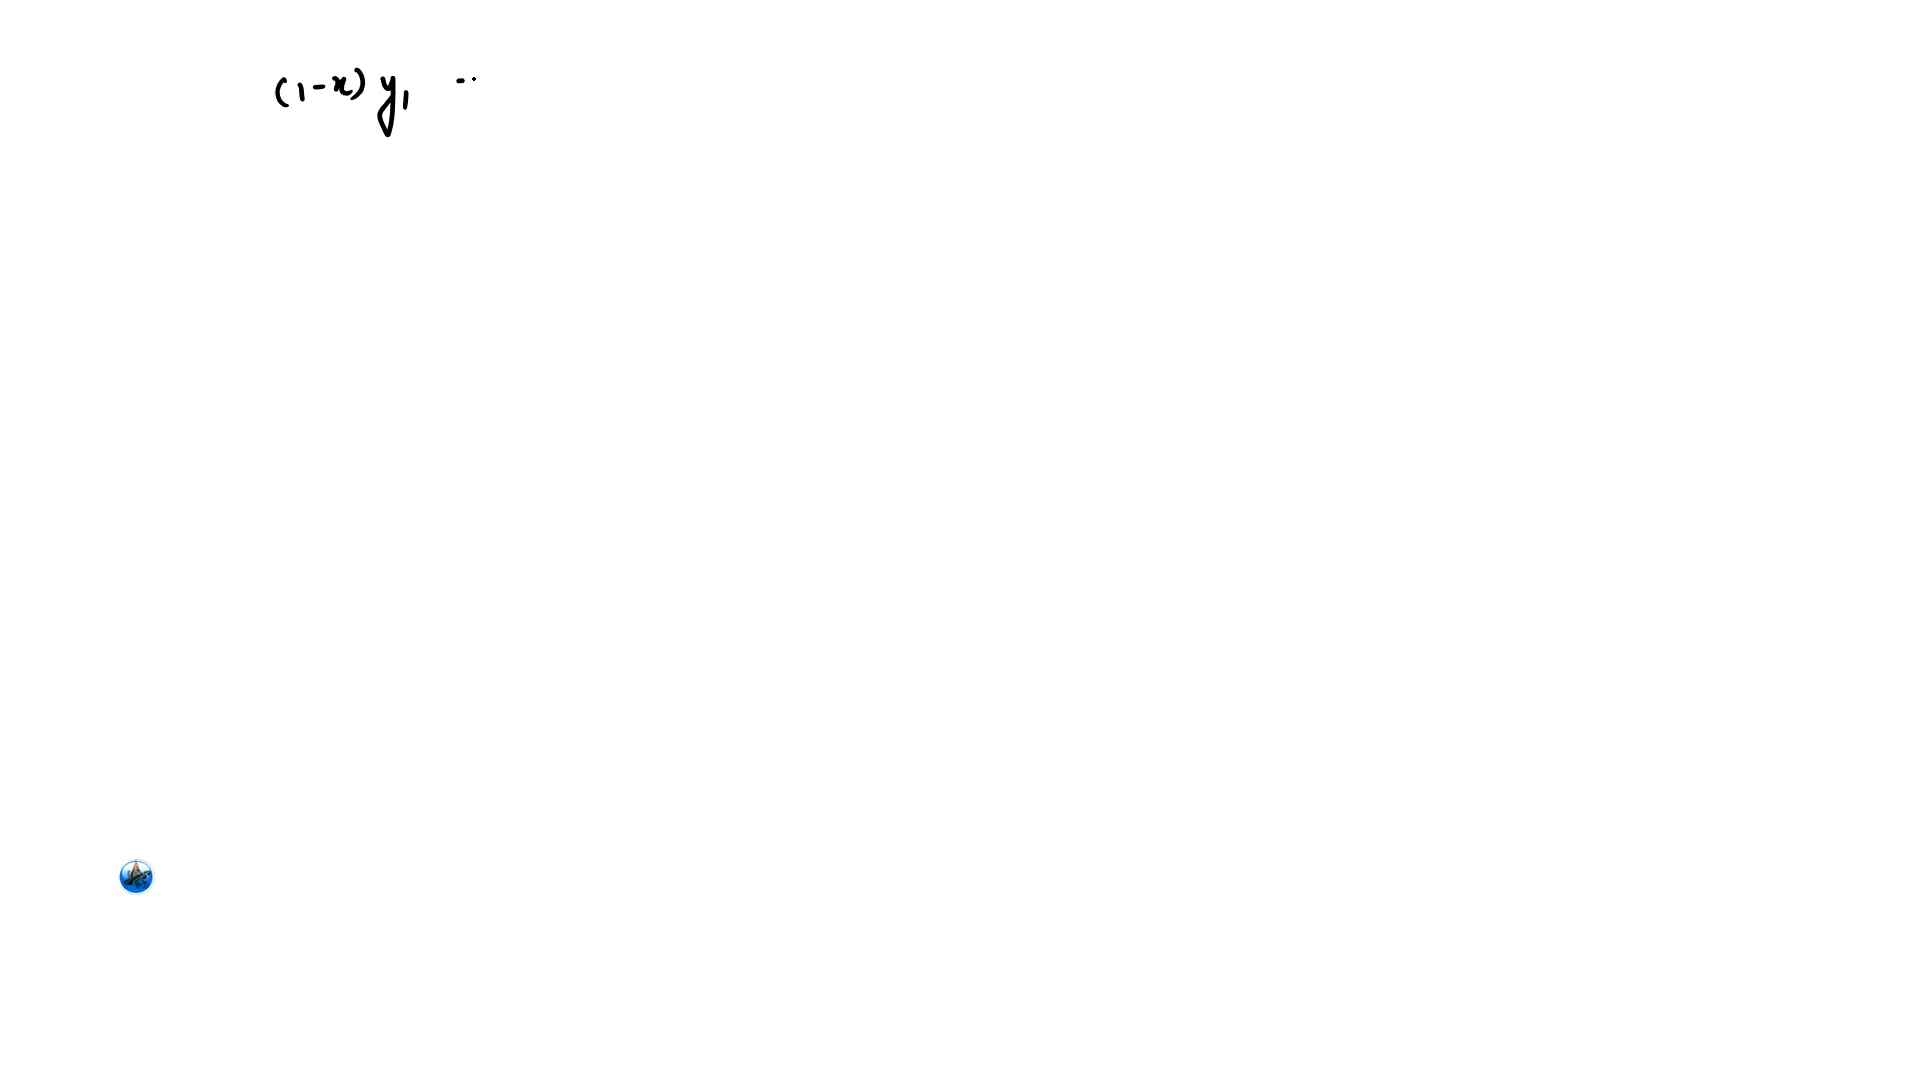 (1-x) y₁ -